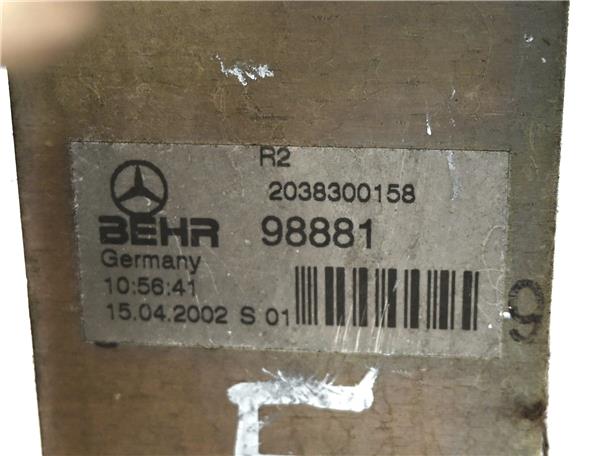 R2
2038300158
BEHR 98881
Germany
10:56:41
15.04.2002 S 01